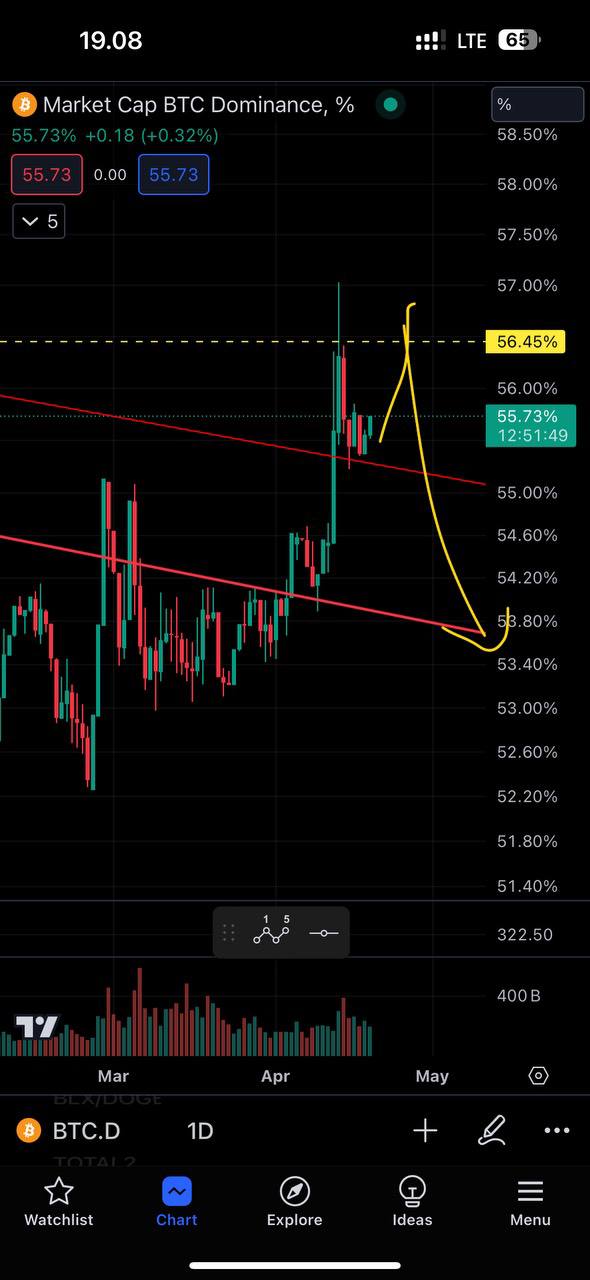 19.08 LTE 65
Market Cap BTC Dominance, % %
55.73% +0.18 (+0.32%)
58.50%
55.73 0.00 55.73
58.00%
5
57.50%
57.00%
56.45%
56.00%
55.73%
12:51:49
55.00%
54.60%
54.20%
53.80%
53.40%
53.00%
52.60%
52.20%
51.80%
51.40%
1 5
322.50
400B
Mar Apr May
BLX/DOGE
BTC.D 1D
TOTAL2
Watchlist Chart Explore Ideas Menu